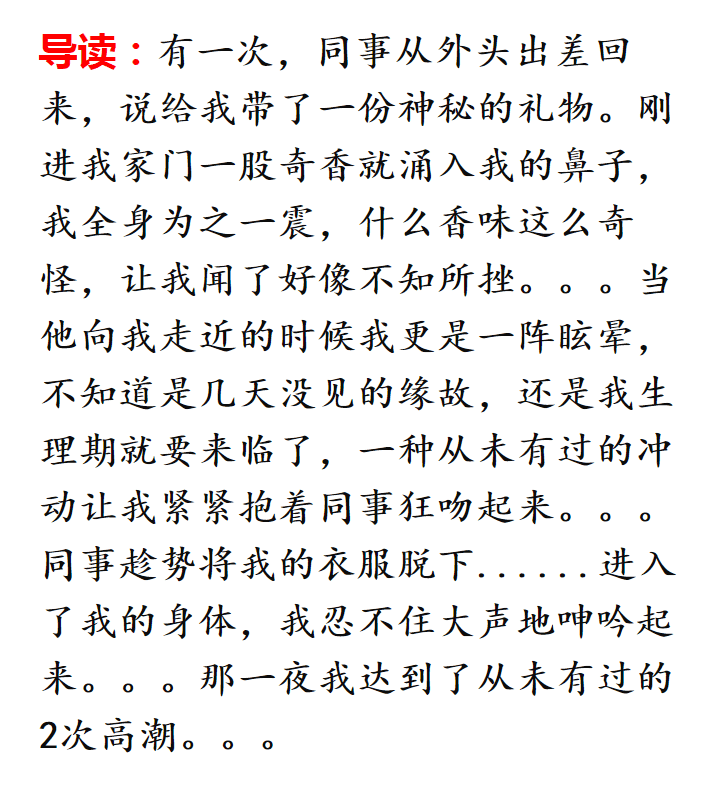 导读：有一次，同事从外头出差回
来，说给我带了一份神秘的礼物。刚
进我家门一股奇香就涌入我的鼻子，
我全身为之一震，什么香味这么奇
怪，让我闻了好像不知所挫。。。当
他向我走近的时候我更是一阵眩晕，
不知道是几天没见的缘故，还是我生
理期就要来临了，一种从未有过的冲
动让我紧紧抱着同事狂吻起来。。。
同事趁势将我的衣服脱下......进入
了我的身体，我忍不住大声地呻吟起
来。。。那一夜我达到了从未有过的
2次高潮。。。